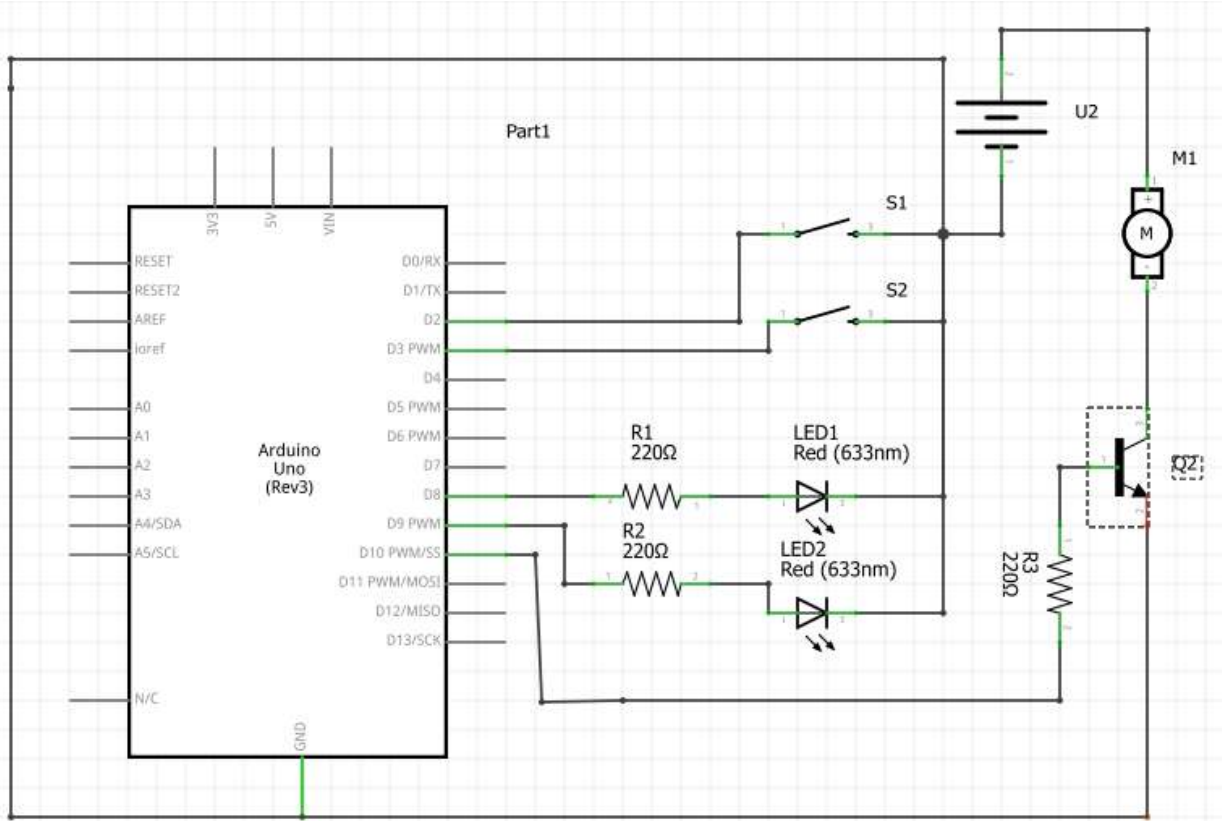 Part1
U2
M1
S1
S2
3V3
5V
VIN
RESET
RESET2
AREF
ioref
A0
A1
A2
A3
A4/SDA
A5/SCL
N/C
Arduino
Uno
(Rev3)
D0/RX
D1/TX
D2
D3 PWM
D4
D5 PWM
D6 PWM
D7
D8
D9 PWM
D10 PWM/SS
D11 PWM/MOSI
D12/MISO
D13/SCK
GND
R1
220Ω
LED1
Red (633nm)
R2
220Ω
LED2
Red (633nm)
M
Q2
R3
220Ω